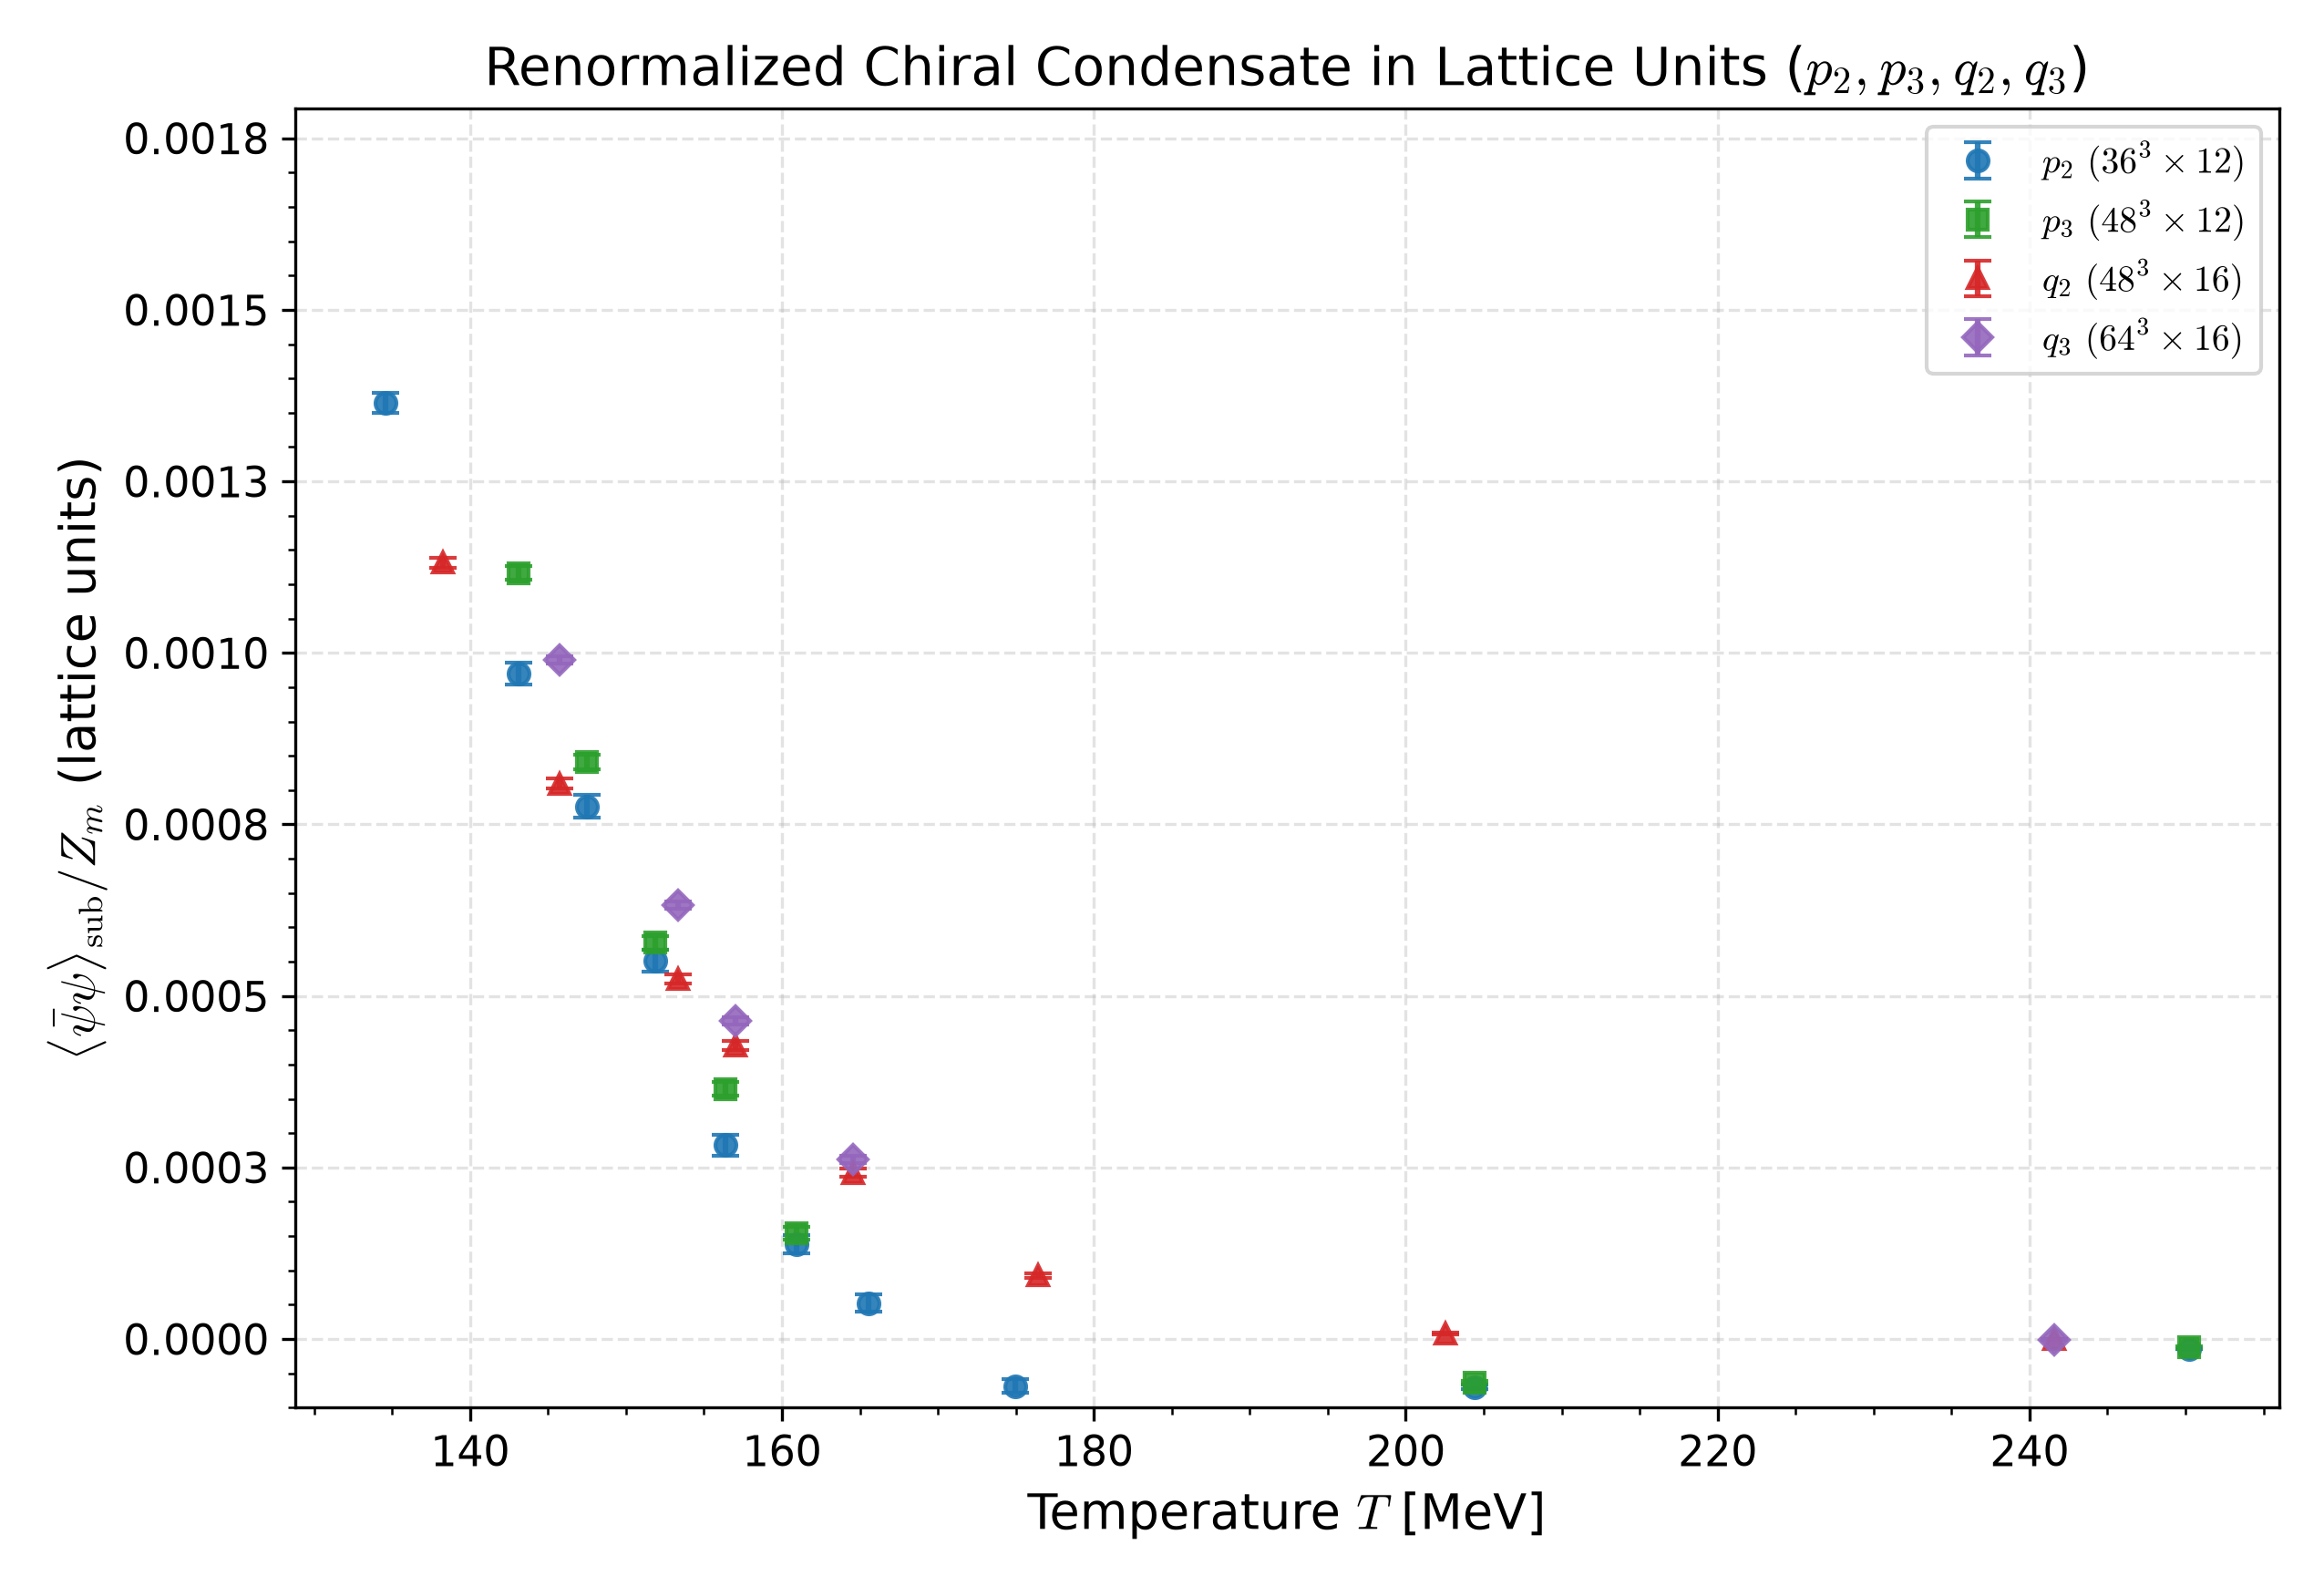 Renormalized Chiral Condensate in Lattice Units (p₂, p₃, q₂, q₃)
p₂ (36³ × 12)
p₃ (48³ × 12)
q₂ (48³ × 16)
q₃ (64³ × 16)
⟨ψ̄ψ⟩sub/Zₘ (lattice units)
0.0018
0.0015
0.0013
0.0010
0.0008
0.0005
0.0003
0.0000
140 160 180 200 220 240
Temperature T [MeV]